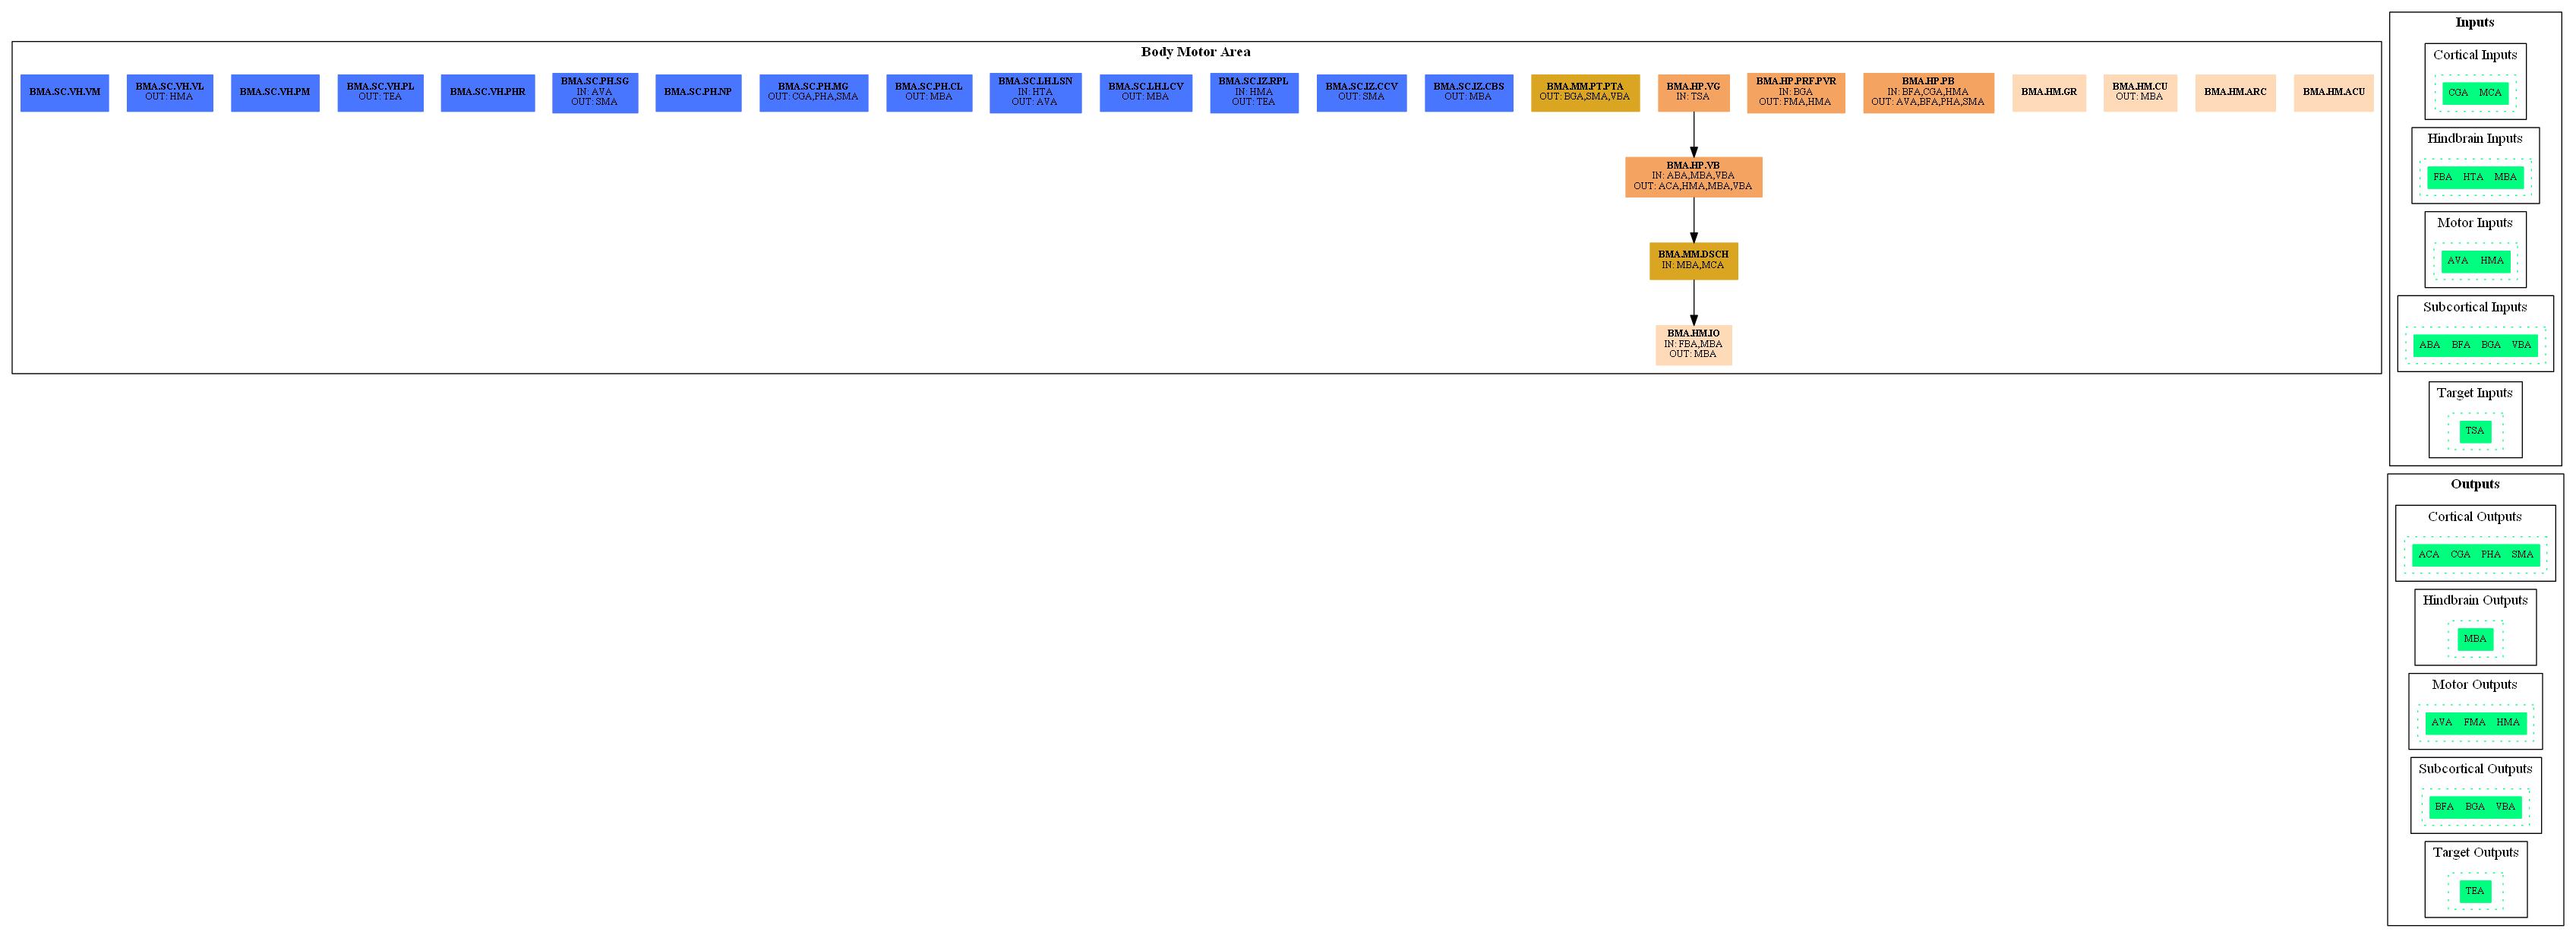 Body Motor Area
BMA.SC.VH.VM
BMA.SC.VH.VL
OUT: HMA
BMA.SC.VH.PM
BMA.SC.VH.PL
OUT: TEA
BMA.SC.VH.PHR
BMA.SC.PH.SG
IN: AVA
OUT: SMA
BMA.SC.PH.NP
BMA.SC.PH.MG
OUT: CGA,PHA,SMA
BMA.SC.PH.CL
OUT: MBA
BMA.SC.LH.LSN
IN: HTA
OUT: AVA
BMA.SC.LH.LCV
OUT: MBA
BMA.SC.IZ.RPL
IN: HMA
OUT: TEA
BMA.SC.IZ.CCV
OUT: SMA
BMA.SC.IZ.CBS
OUT: MBA
BMA.MM.PT.PTA
OUT: BGA,SMA,VBA
BMA.HP.VG
IN: TSA
BMA.HP.PRF.PVR
IN: BGA
OUT: FMA,HMA
BMA.HP.PB
IN: BFA,CGA,HMA
OUT: AVA,BFA,PHA,SMA
BMA.HM.GR
BMA.HM.CU
OUT: MBA
BMA.HM.ARC
BMA.HM.ACU
BMA.HP.VB
IN: ABA,MBA,VBA
OUT: ACA,HMA,MBA,VBA
BMA.MM.DSCH
IN: MBA,MCA
BMA.HM.IO
IN: FBA,MBA
OUT: MBA
Inputs
Cortical Inputs
CGA MCA
Hindbrain Inputs
FBA HTA MBA
Motor Inputs
AVA HMA
Subcortical Inputs
ABA BFA BGA VBA
Target Inputs
TSA
Outputs
Cortical Outputs
ACA CGA PHA SMA
Hindbrain Outputs
MBA
Motor Outputs
AVA FMA HMA
Subcortical Outputs
BFA BGA VBA
Target Outputs
TEA